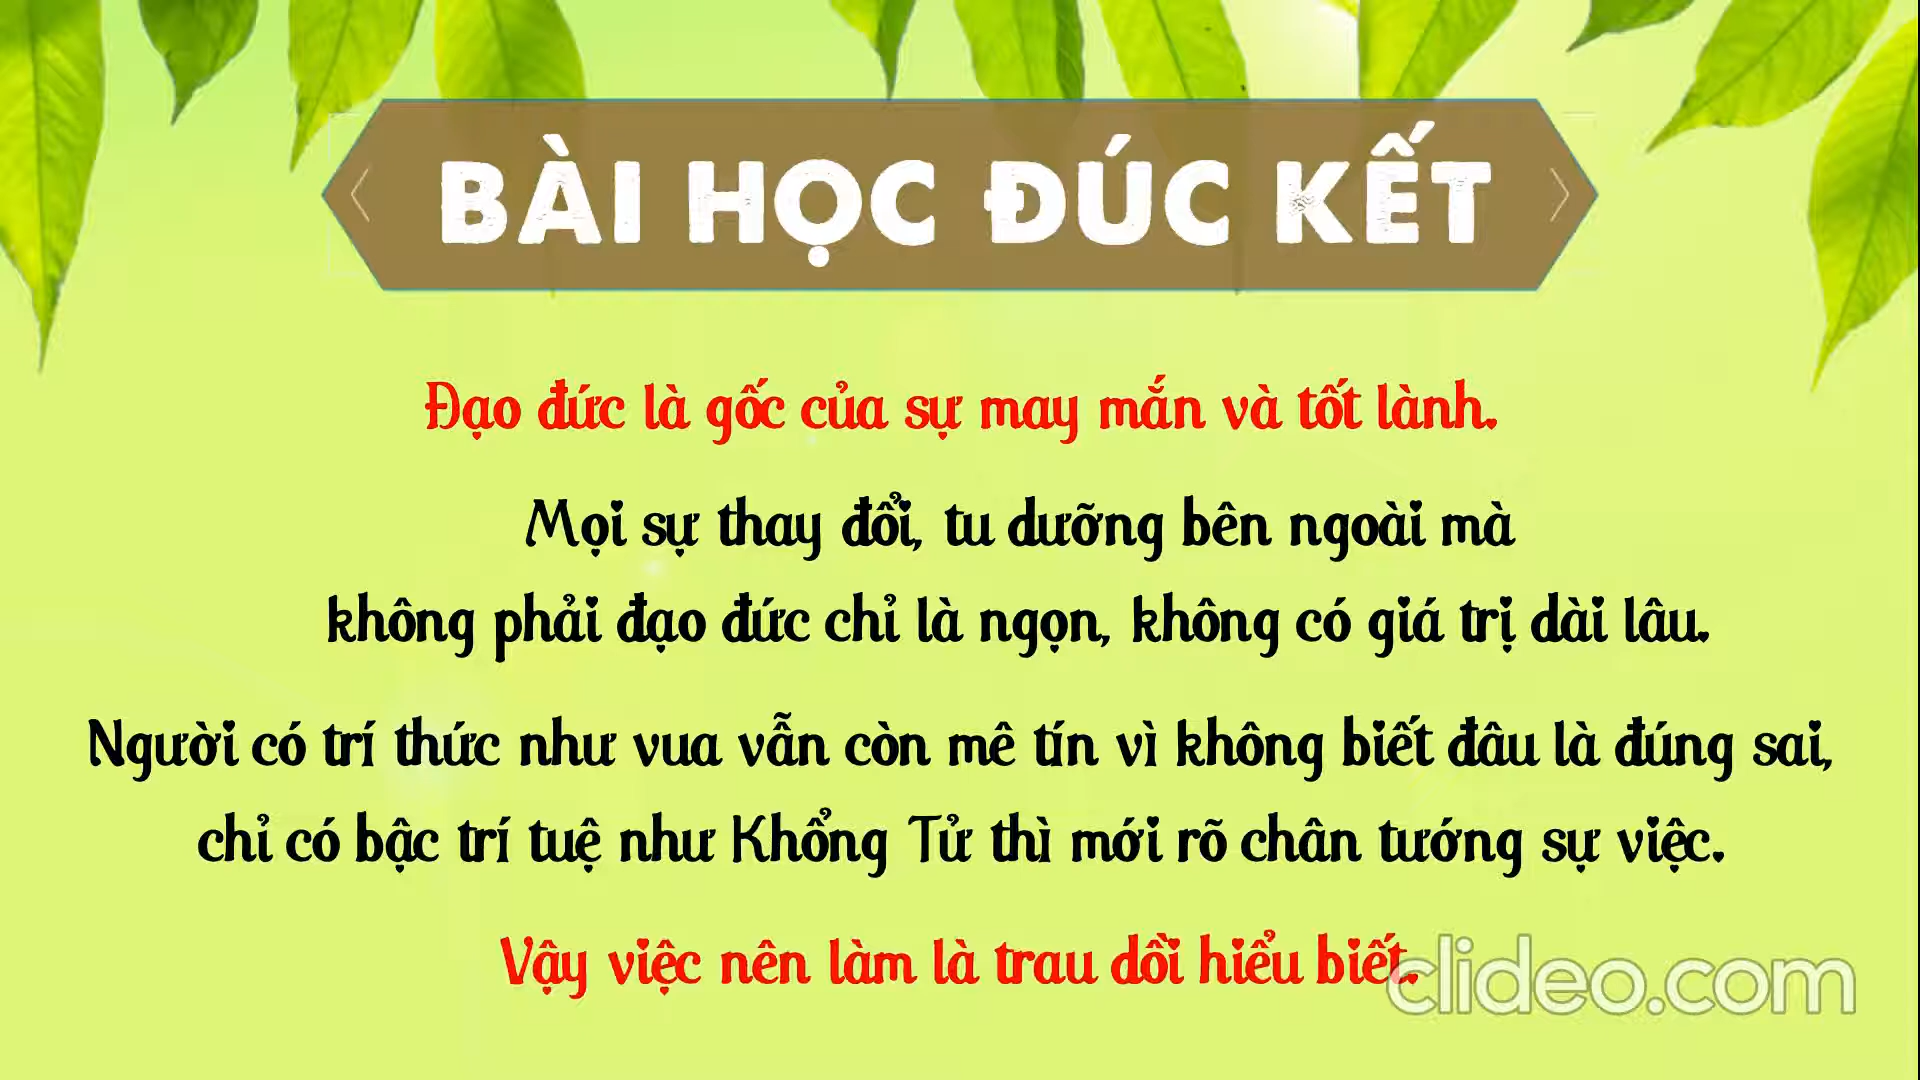 BÀI HỌC ĐÚC KẾT
Đạo đức là gốc của sự may mắn và tốt lành.
Mọi sự thay đổi, tu dưỡng bên ngoài mà
không phải đạo đức chỉ là ngọn, không có giá trị dài lâu.
Người có trí thức như vua vẫn còn mê tín vì không biết đâu là đúng sai,
chỉ có bậc trí tuệ như Khổng Tử thì mới rõ chân tướng sự việc.
Vậy việc nên làm là trau dồi hiểu biết.
clideo.com